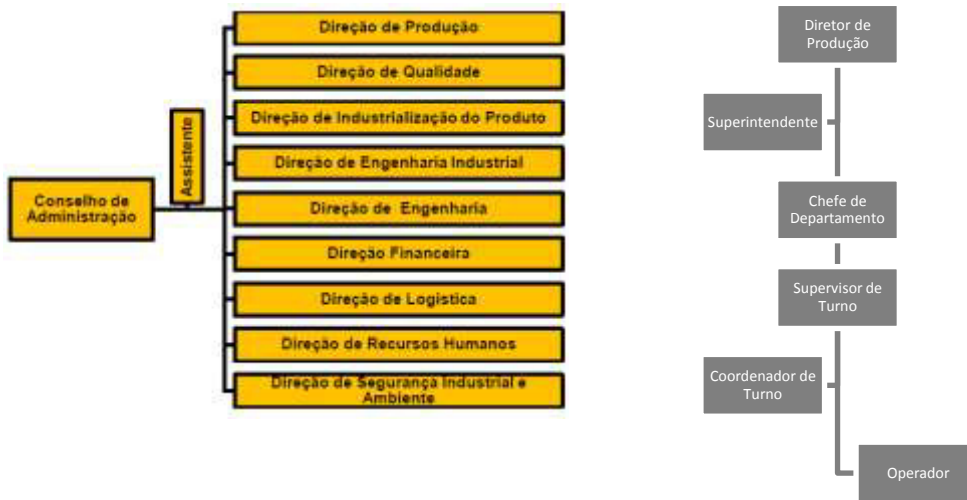 Conselho de
Administração
Assistente
Direção de Produção
Direção de Qualidade
Direção de Industrialização do Produto
Direção de Engenharia Industrial
Direção de Engenharia
Direção Financeira
Direção de Logistica
Direção de Recursos Humanos
Direção de Segurança Industrial e
Ambiente
Diretor de
Produção
Superintendente
Chefe de
Departamento
Supervisor de
Turno
Coordenador de
Turno
Operador